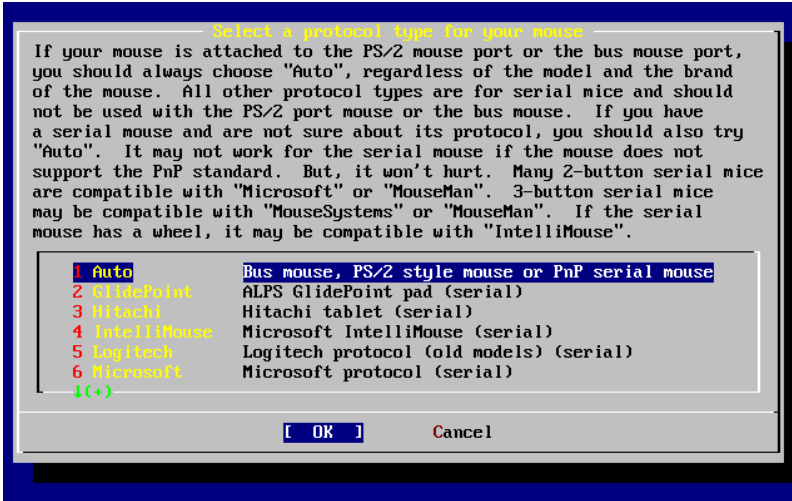 Select a protocol type for your mouse
If your mouse is attached to the PS/2 mouse port or the bus mouse port,
you should always choose "Auto", regardless of the model and the brand
of the mouse.  All other protocol types are for serial mice and should
not be used with the PS/2 port mouse or the bus mouse.  If you have
a serial mouse and are not sure about its protocol, you should also try
"Auto".  It may not work for the serial mouse if the mouse does not
support the PnP standard.  But, it won't hurt.  Many 2-button serial mice
are compatible with "Microsoft" or "MouseMan".  3-button serial mice
may be compatible with "MouseSystems" or "MouseMan".  If the serial
mouse has a wheel, it may be compatible with "IntelliMouse".
1 Auto Bus mouse, PS/2 style mouse or PnP serial mouse
2 GlidePoint ALPS GlidePoint pad (serial)
3 Hitachi Hitachi tablet (serial)
4 IntelliMouse Microsoft IntelliMouse (serial)
5 Logitech Logitech protocol (old models) (serial)
6 Microsoft Microsoft protocol (serial)
↓(+)
[ OK ] Cancel